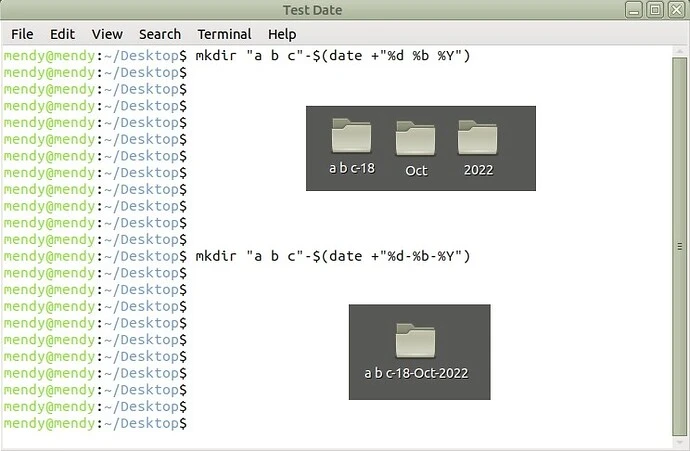 Test Date
File Edit View Search Terminal Help
mendy@mendy:~/Desktop$ mkdir "a b c"-$(date +"%d %b %Y")
mendy@mendy:~/Desktop$
mendy@mendy:~/Desktop$
mendy@mendy:~/Desktop$
mendy@mendy:~/Desktop$
mendy@mendy:~/Desktop$
mendy@mendy:~/Desktop$
a b c-18 Oct 2022
mendy@mendy:~/Desktop$
mendy@mendy:~/Desktop$
mendy@mendy:~/Desktop$
mendy@mendy:~/Desktop$
mendy@mendy:~/Desktop$
mendy@mendy:~/Desktop$ mkdir "a b c"-$(date +"%d-%b-%Y")
mendy@mendy:~/Desktop$
mendy@mendy:~/Desktop$
mendy@mendy:~/Desktop$
mendy@mendy:~/Desktop$
mendy@mendy:~/Desktop$
mendy@mendy:~/Desktop$
mendy@mendy:~/Desktop$
a b c-18-Oct-2022
mendy@mendy:~/Desktop$
mendy@mendy:~/Desktop$
mendy@mendy:~/Desktop$